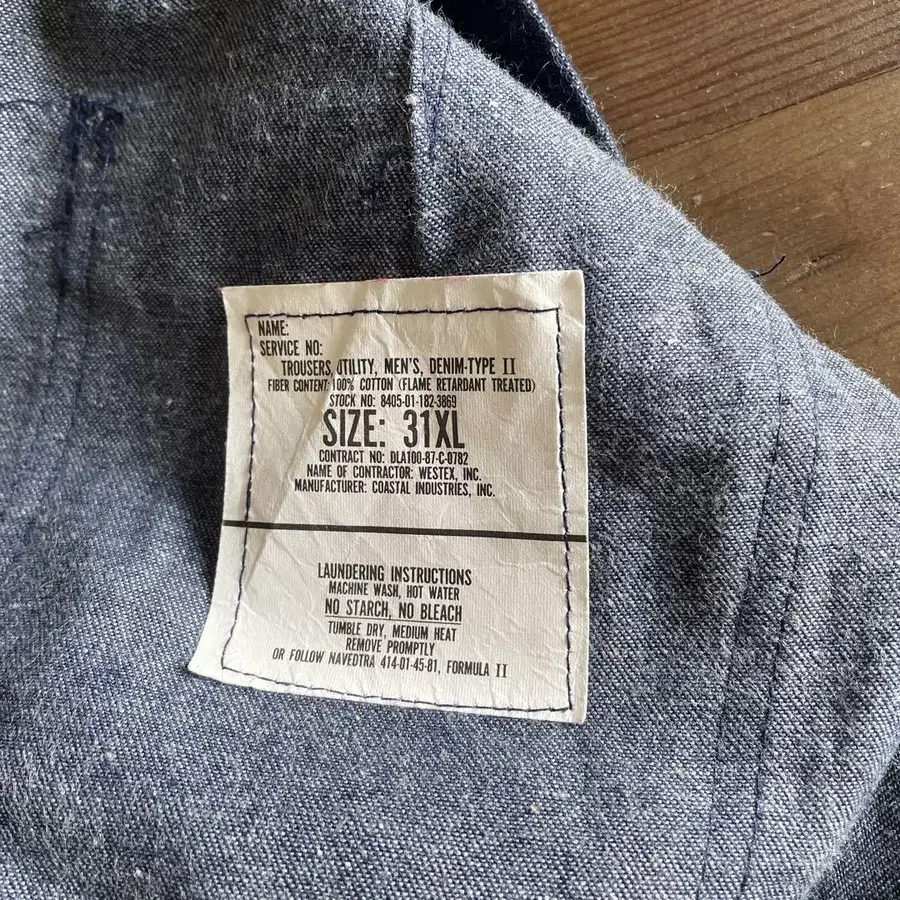 NAME:
SERVICE NO:
TROUSERS, UTILITY, MEN'S, DENIM-TYPE II
FIBER CONTENT: 100% COTTON (FLAME RETARDANT TREATED)
STOCK NO: 8405-01-182-3869
SIZE: 31XL
CONTRACT NO: DLA100-87-C-0782
NAME OF CONTRACTOR: WESTEX, INC.
MANUFACTURER: COASTAL INDUSTRIES, INC.
LAUNDERING INSTRUCTIONS
MACHINE WASH, HOT WATER
NO STARCH, NO BLEACH
TUMBLE DRY, MEDIUM HEAT
REMOVE PROMPTLY
OR FOLLOW NAVEDTRA 414-01-45-81, FORMULA II